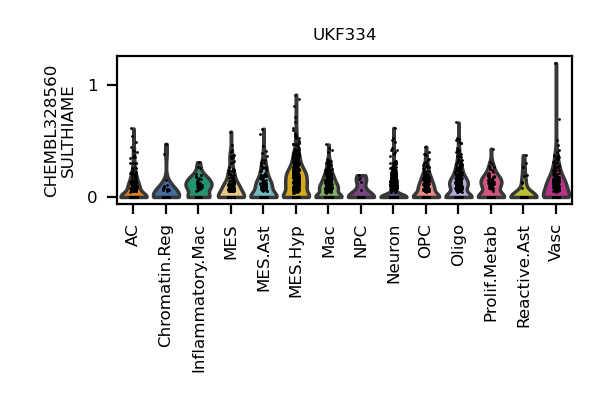 UKF334
CHEMBL328560
SULTHIAME
1
0
AC
Chromatin.Reg
Inflammatory.Mac
MES
MES.Ast
MES.Hyp
Mac
NPC
Neuron
OPC
Oligo
Prolif.Metab
Reactive.Ast
Vasc